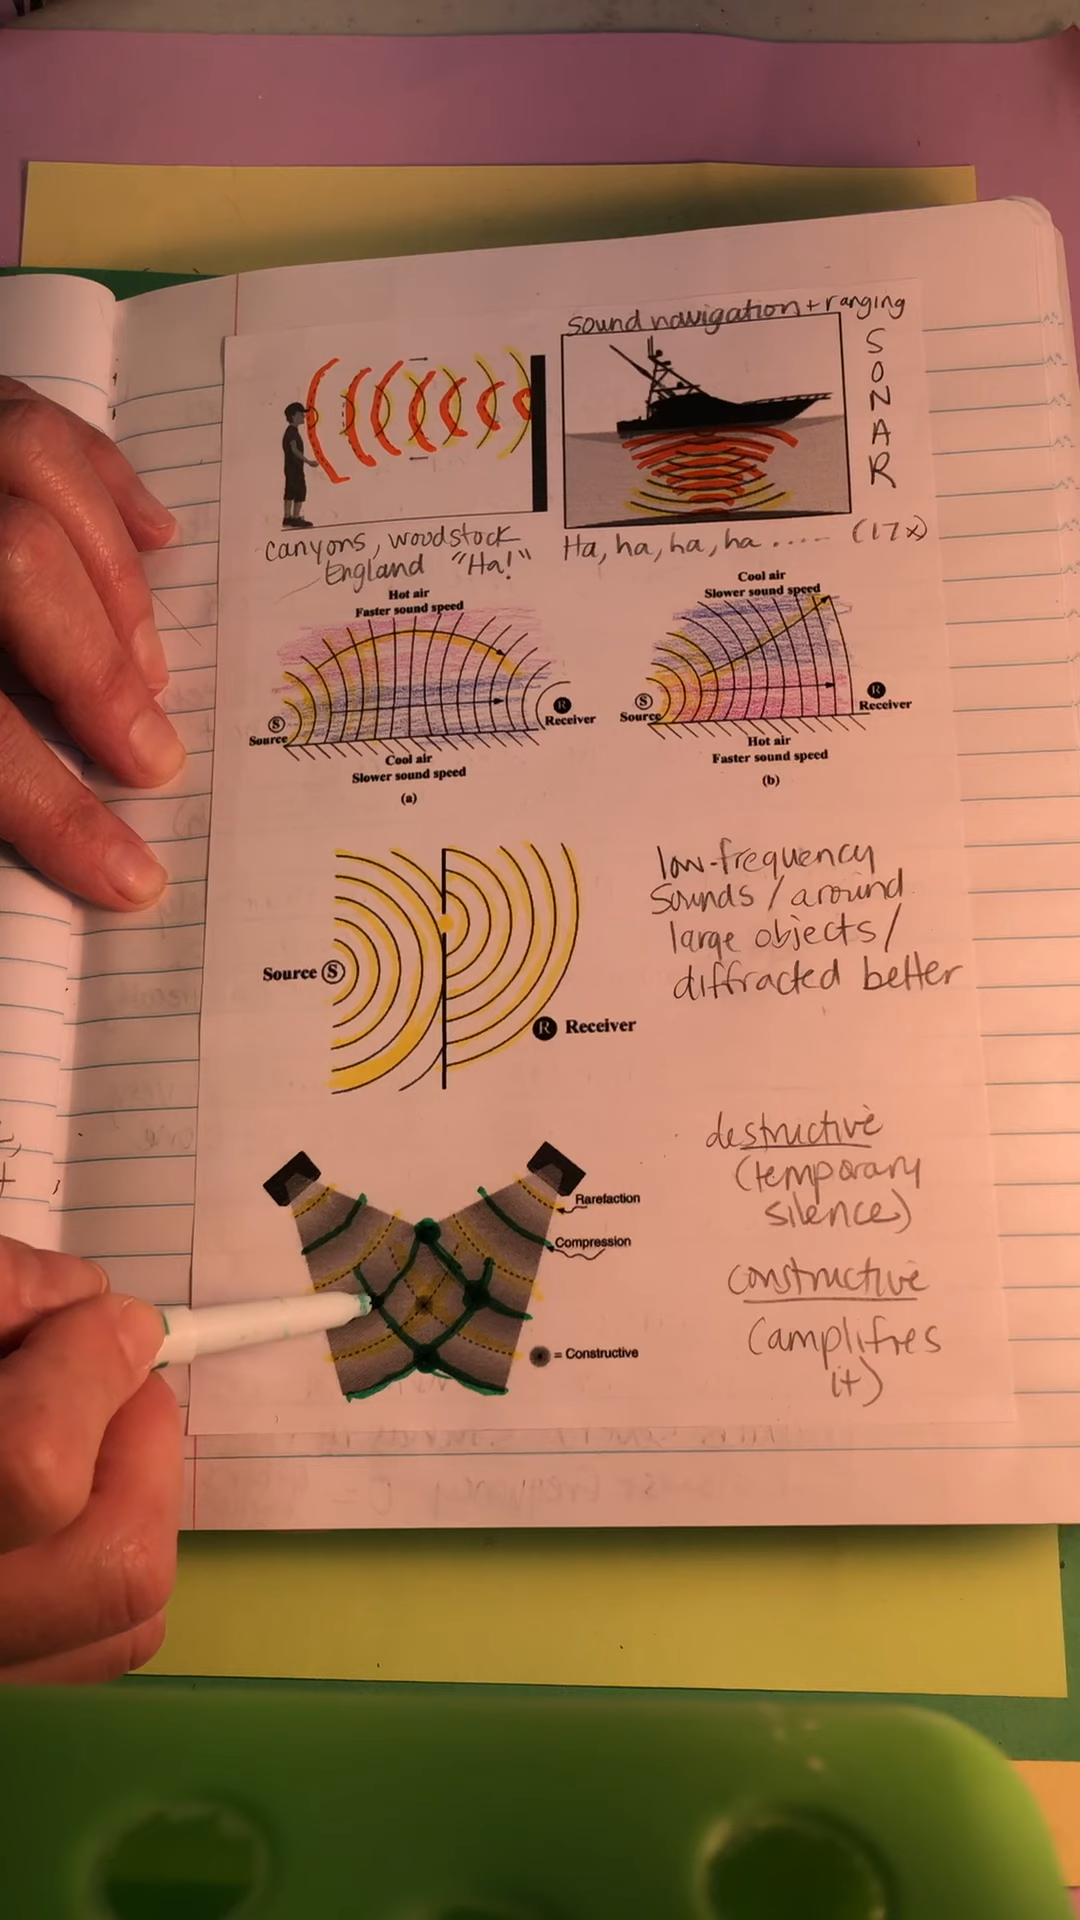 sound navigation + ranging
S
O
N
A
R
canyons, woodstock
England "Ha!"
Ha, ha, ha, ha ..... (17x)
Hot air
Faster sound speed
S
Source
R
Receiver
Cool air
Slower sound speed
(a)
Cool air
Slower sound speed
S
Source
R
Receiver
Hot air
Faster sound speed
(b)
low-frequency
sounds / around
large objects /
diffracted better
Source S
R Receiver
destructive
(temporary
silence)
Rarefaction
Compression
constructive
= Constructive
(amplifies
it)